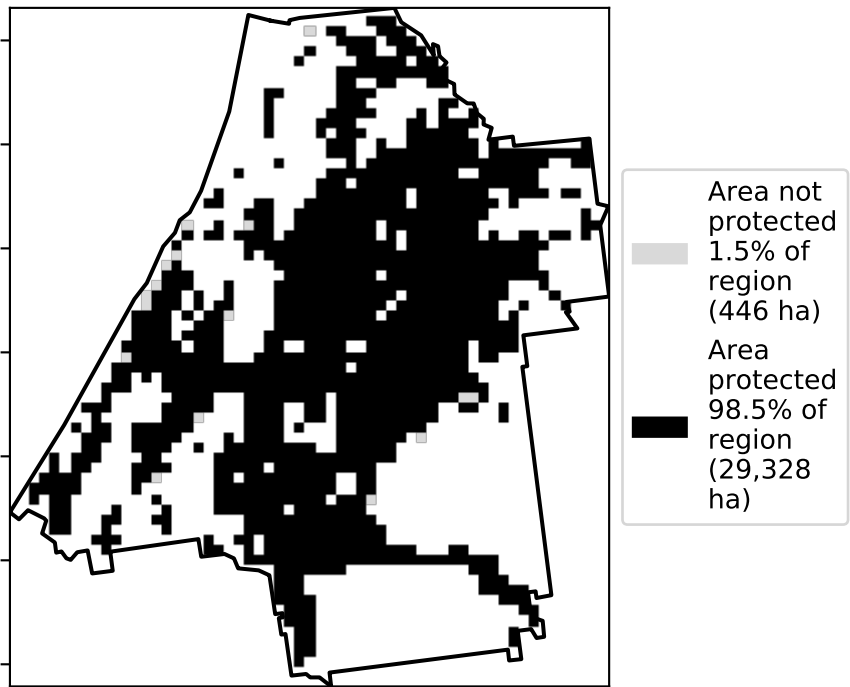 Area not
protected
1.5% of
region
(446 ha)
Area
protected
98.5% of
region
(29,328
ha)